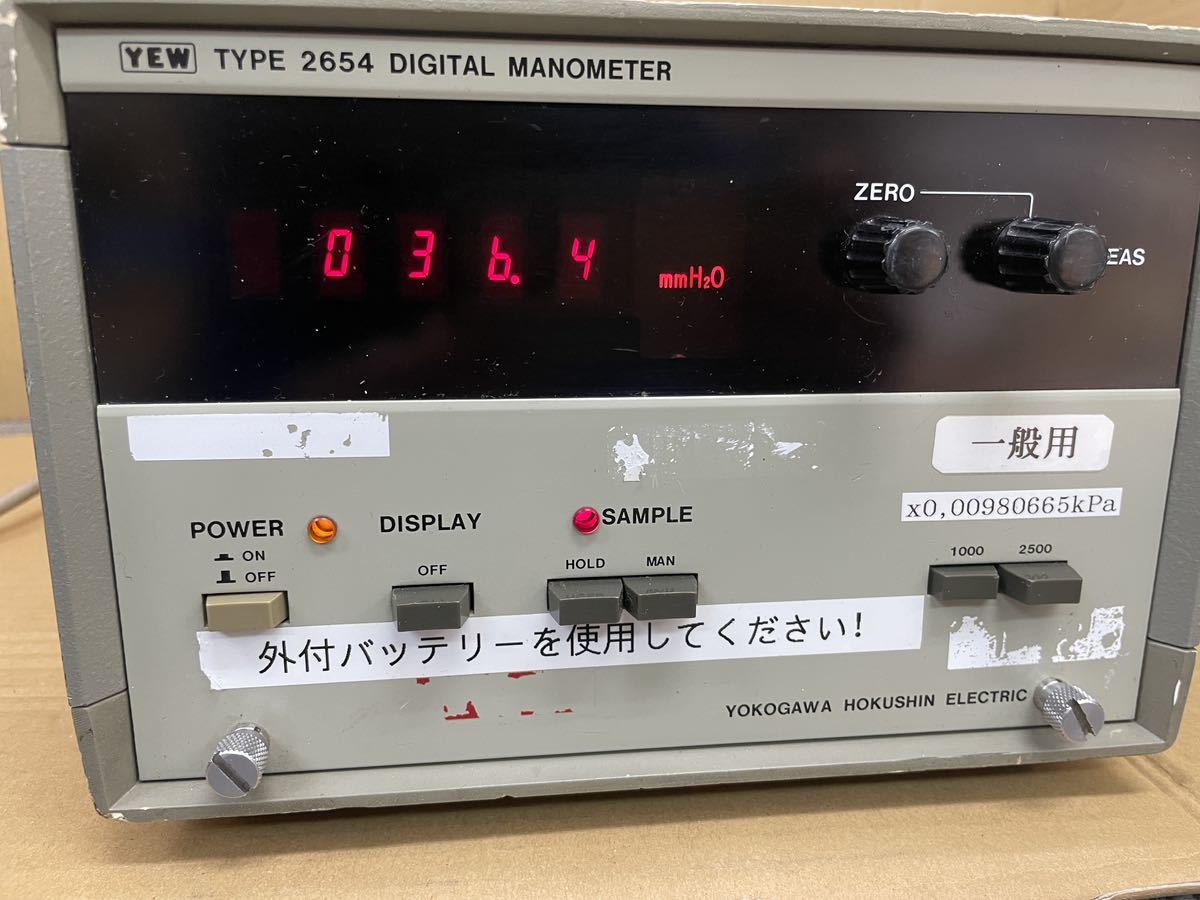 YEW TYPE 2654 DIGITAL MANOMETER
ZERO
EAS
036.4 mmH₂O
一般用
x0,00980665kPa
POWER
ON
OFF
DISPLAY
OFF
SAMPLE
HOLD
MAN
1000
2500
外付バッテリーを使用してください!
YOKOGAWA HOKUSHIN ELECTRIC